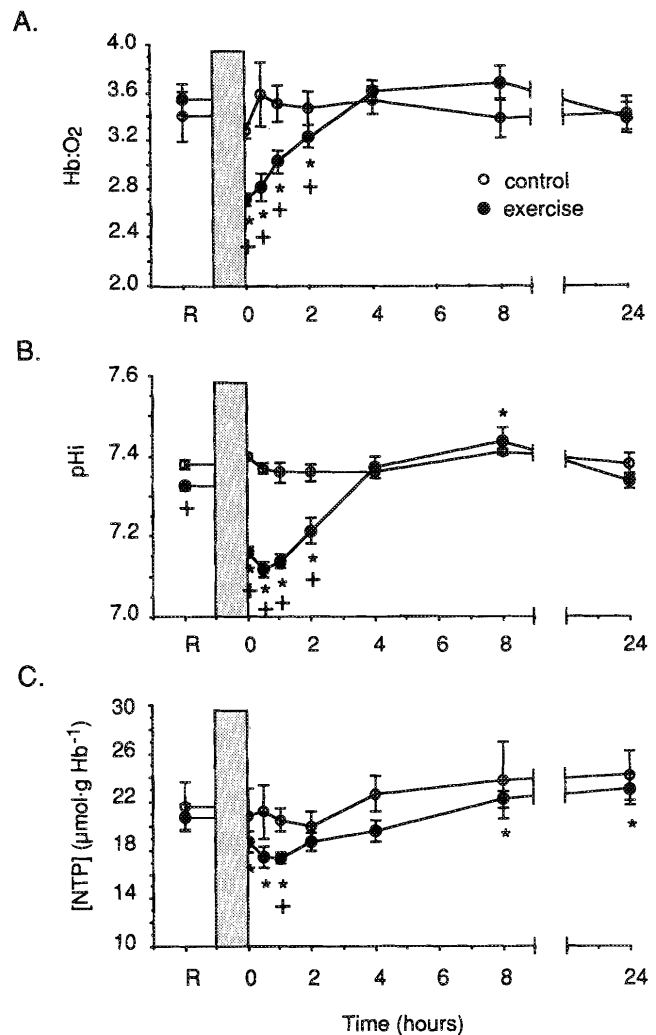 A.
4.0
3.6
3.2
2.8
2.4
2.0
Hb:O₂
control
exercise
* * * *
+ + + +
R 0 2 4 6 8 24
B.
7.6
7.4
7.2
7.0
pHi
*
+
* * * *
+ + + +
R 0 2 4 6 8 24
C.
30
26
22
18
14
10
[NTP] (µmol·g Hb⁻¹)
* * * * *
+
R 0 2 4 6 8 24
Time (hours)